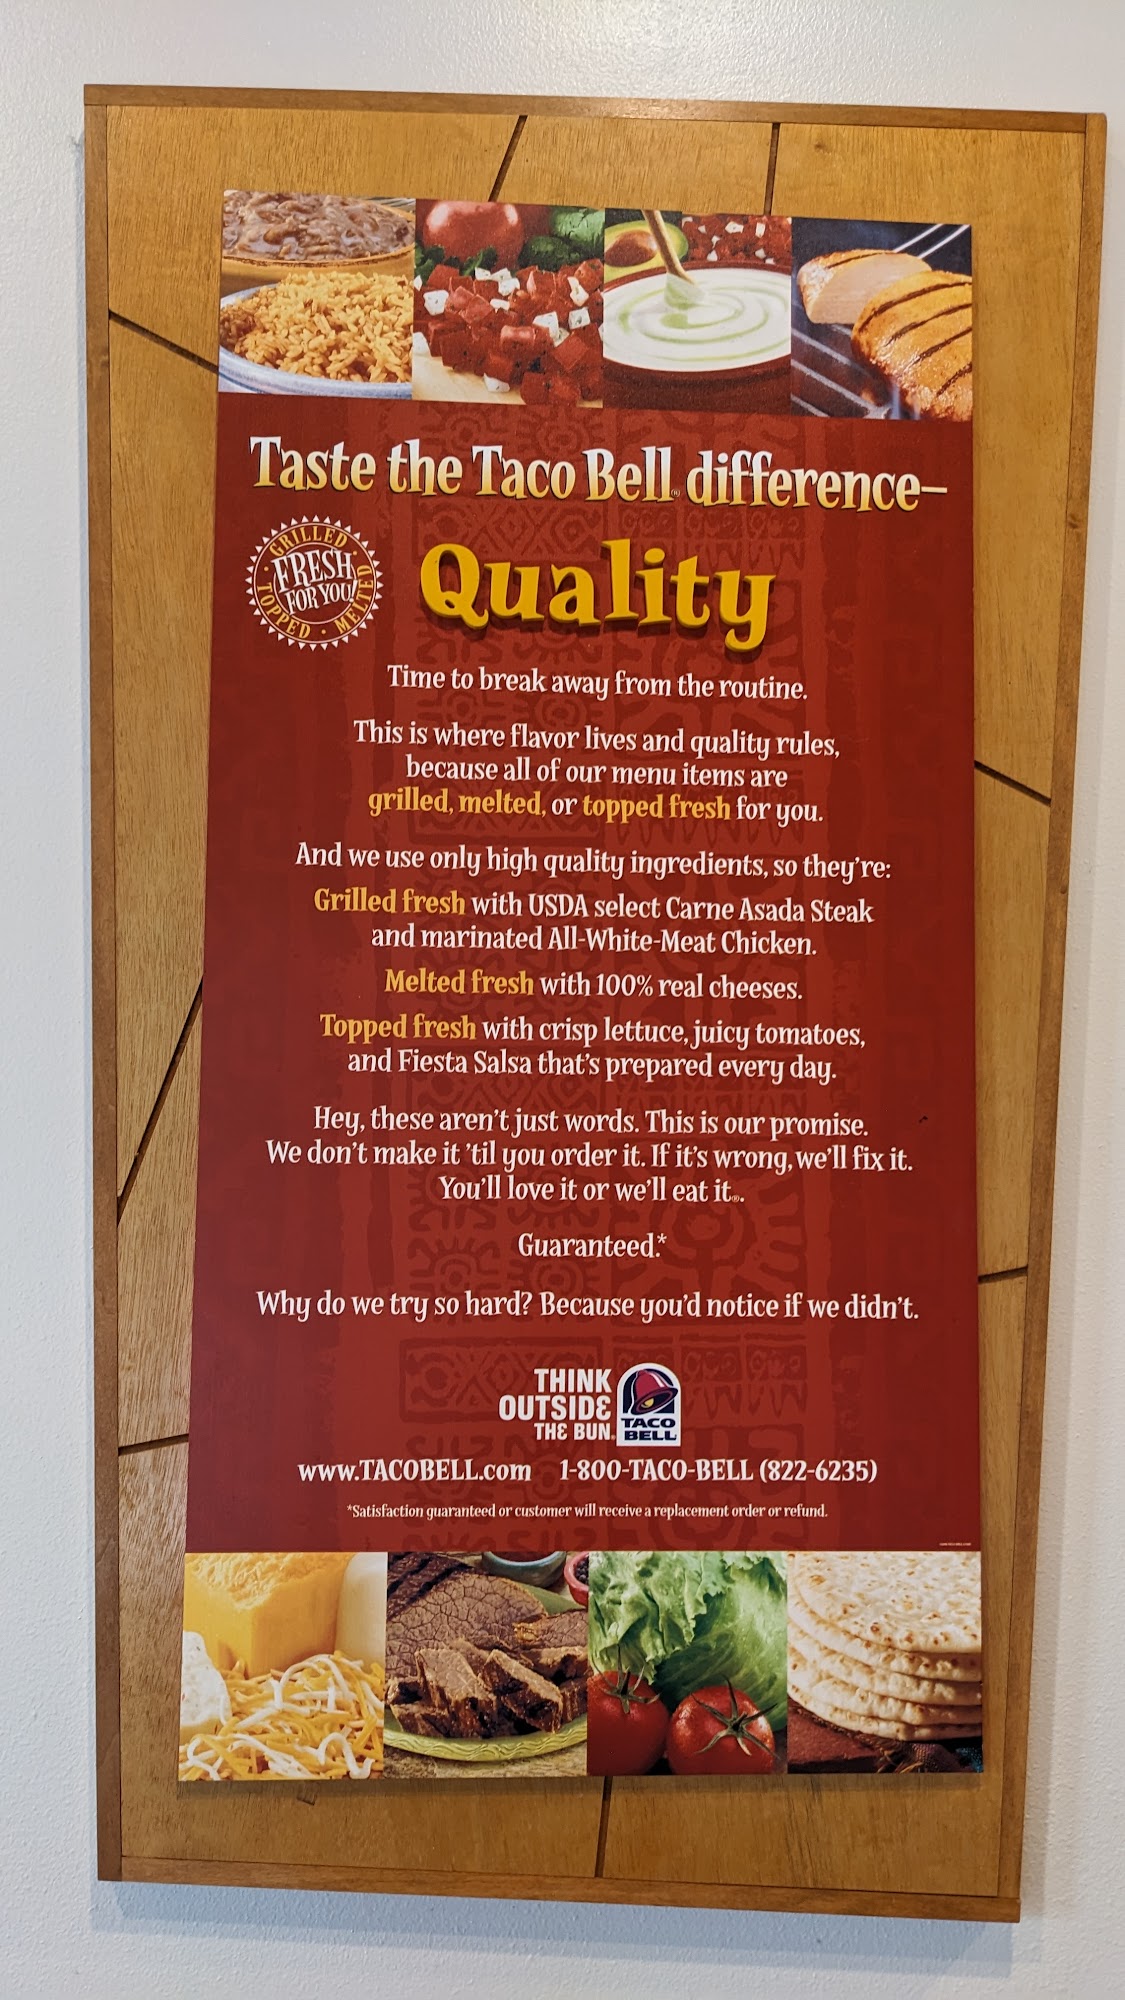 Taste the Taco Bell® difference–
GRILLED · TOPPED · MELTED
FRESH
FOR YOU!
Quality
Time to break away from the routine.
This is where flavor lives and quality rules,
because all of our menu items are
grilled, melted, or topped fresh for you.
And we use only high quality ingredients, so they're:
Grilled fresh with USDA select Carne Asada Steak
and marinated All-White-Meat Chicken.
Melted fresh with 100% real cheeses.
Topped fresh with crisp lettuce, juicy tomatoes,
and Fiesta Salsa that's prepared every day.
Hey, these aren't just words. This is our promise.
We don't make it 'til you order it. If it's wrong, we'll fix it.
You'll love it or we'll eat it®.
Guaranteed.*
Why do we try so hard? Because you'd notice if we didn't.
THINK
OUTSIDE
THE BUN.
TACO
BELL®
www.TACOBELL.com 1-800-TACO-BELL (822-6235)
*Satisfaction guaranteed or customer will receive a replacement order or refund.